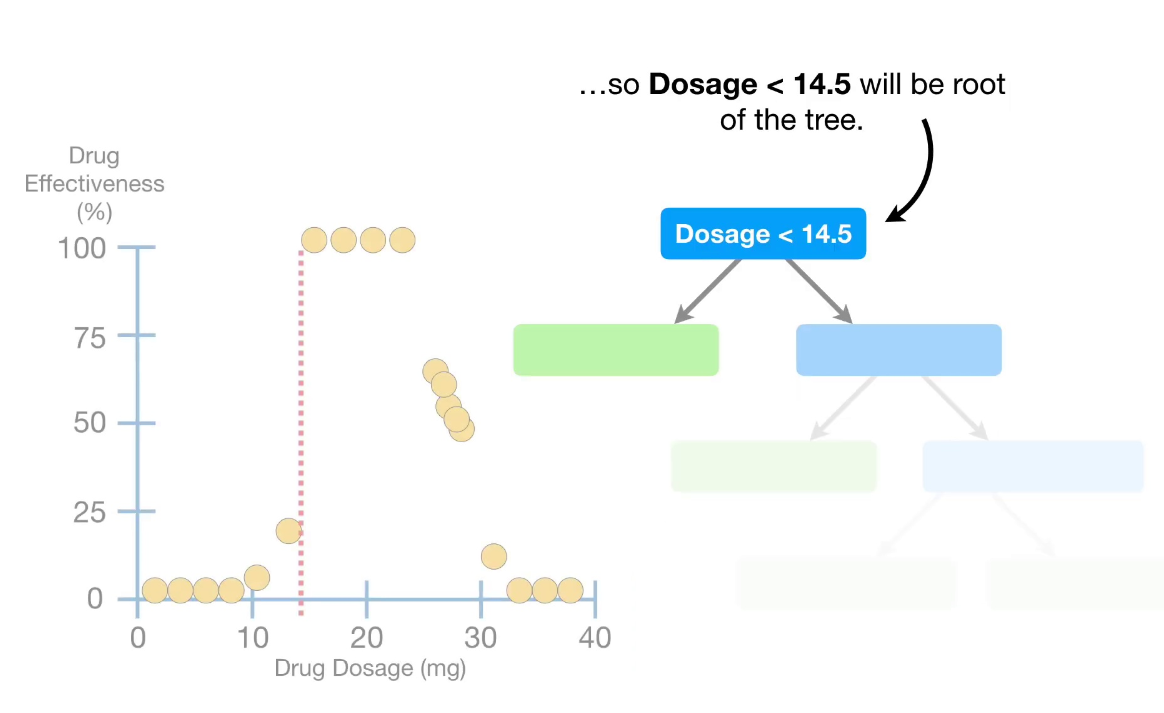 …so Dosage < 14.5 will be root
of the tree.
Drug
Effectiveness
(%)
100
75
50
25
0
0 10 20 30 40
Drug Dosage (mg)
Dosage < 14.5